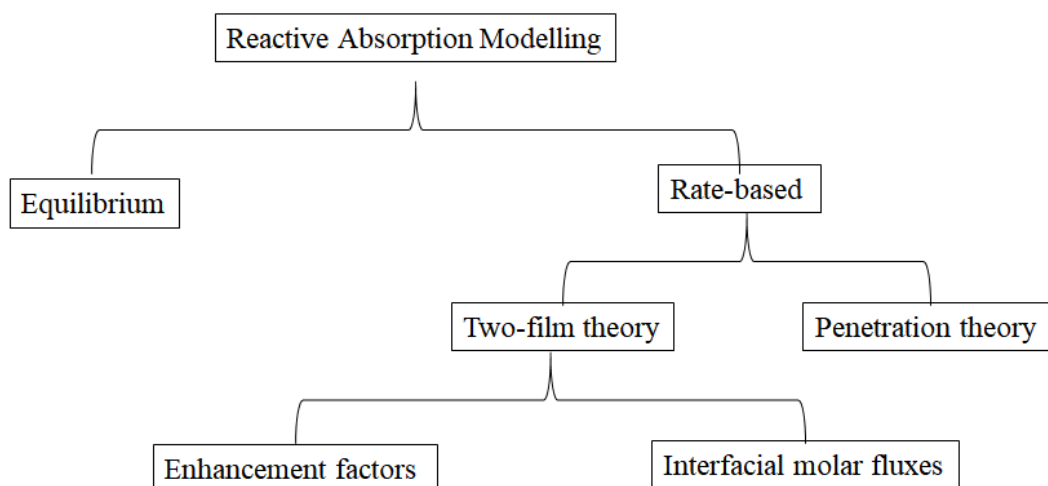 Reactive Absorption Modelling
Equilibrium
Rate-based
Two-film theory
Penetration theory
Enhancement factors
Interfacial molar fluxes